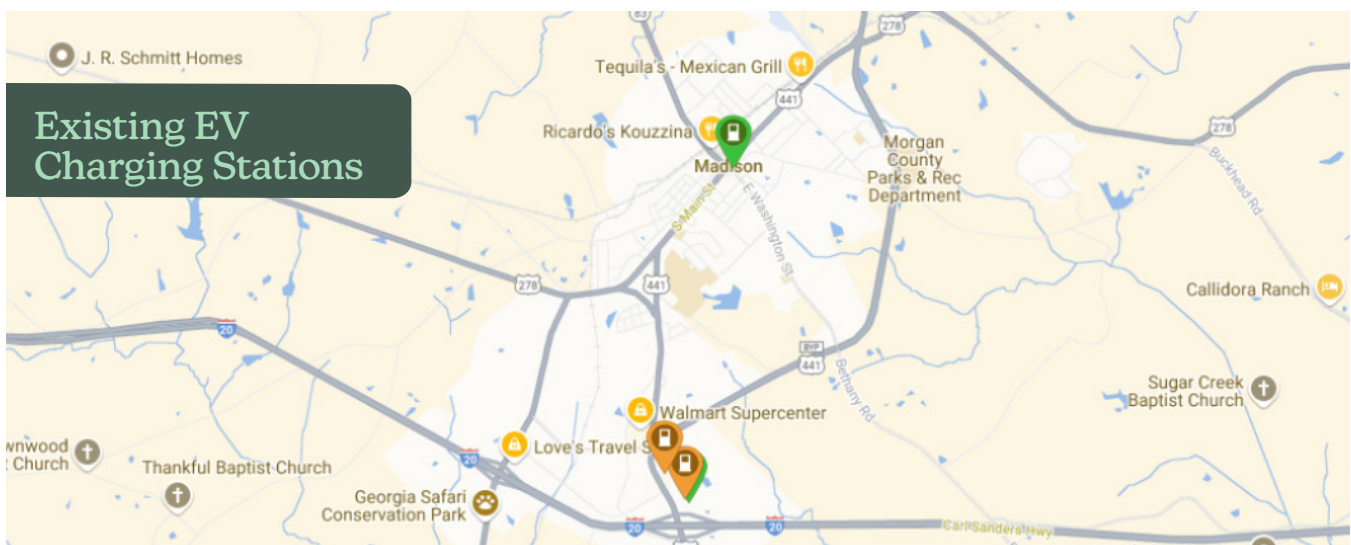 83
278
J. R. Schmitt Homes
Tequila's - Mexican Grill
441
278
Existing EV
Charging Stations
Ricardo's Kouzzina
Madison
Morgan
County
Parks & Rec
Department
Buckhead Rd
S Main St
E Washington St
278
441
Callidora Ranch
20
BYP
441
Bethany Rd
Sugar Creek
Baptist Church
Walmart Supercenter
Love's Travel S
wnwood
t Church
20
Thankful Baptist Church
Georgia Safari
Conservation Park
20
20
Carl Sanders Hwy